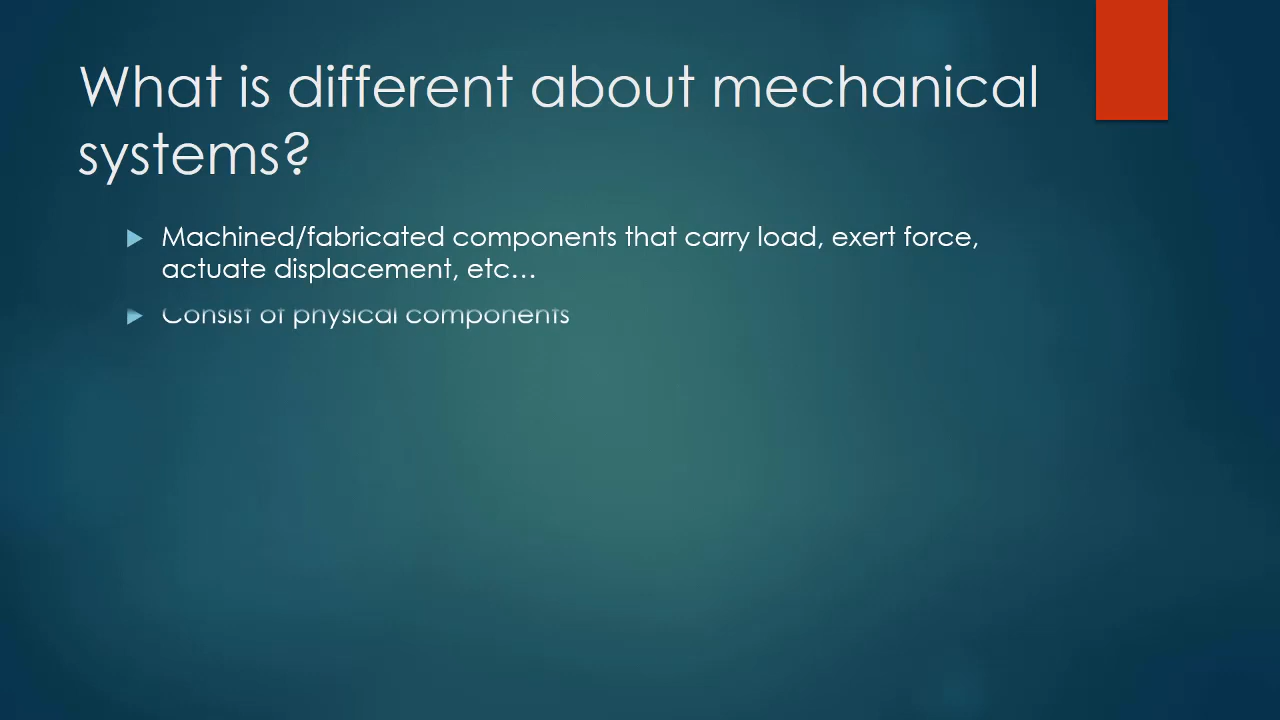 What is different about mechanical
systems?
Machined/fabricated components that carry load, exert force,
actuate displacement, etc…
Consist of physical components